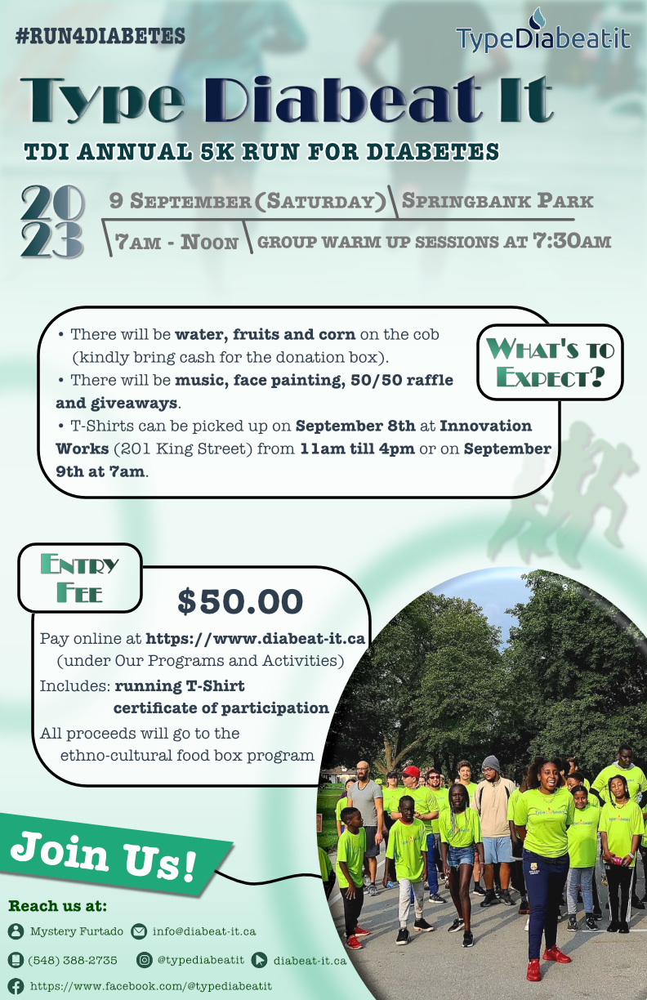 #RUN4DIABETES
TypeDiabeatit
Type Diabeat It
TDI ANNUAL 5K RUN FOR DIABETES
2023
9 SEPTEMBER (SATURDAY) SPRINGBANK PARK
7AM - NOON GROUP WARM UP SESSIONS AT 7:30AM
WHAT'S TO
EXPECT?
• There will be water, fruits and corn on the cob
(kindly bring cash for the donation box).
• There will be music, face painting, 50/50 raffle
and giveaways.
• T-Shirts can be picked up on September 8th at Innovation
Works (201 King Street) from 11am till 4pm or on September
9th at 7am.
ENTRY
FEE
$50.00
Pay online at https://www.diabeat-it.ca
(under Our Programs and Activities)
Includes: running T-Shirt
certificate of participation
All proceeds will go to the
ethno-cultural food box program
Join Us!
Reach us at:
Mystery Furtado info@diabeat-it.ca
(548) 388-2735 @typediabeatit diabeat-it.ca
https://www.facebook.com/@typediabeatit